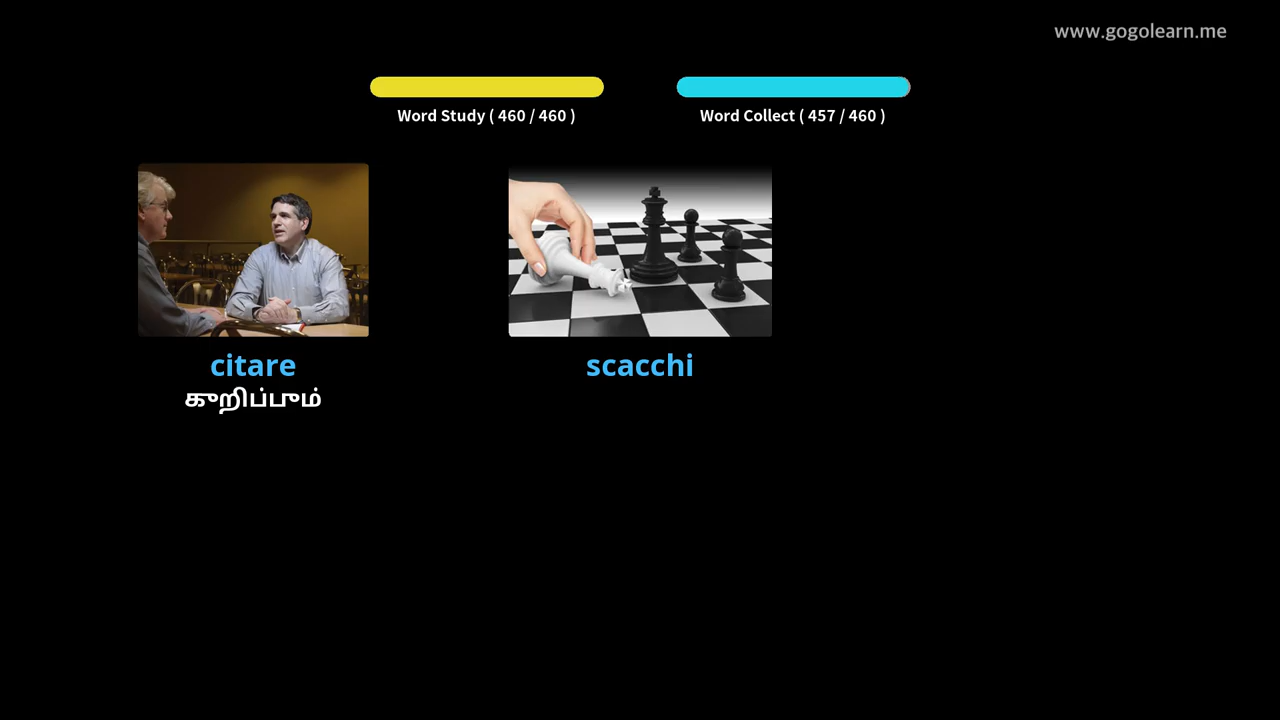 www.gogolearn.me
Word Study ( 460 / 460 )
Word Collect ( 457 / 460 )
citare
குறிப்பும்
scacchi